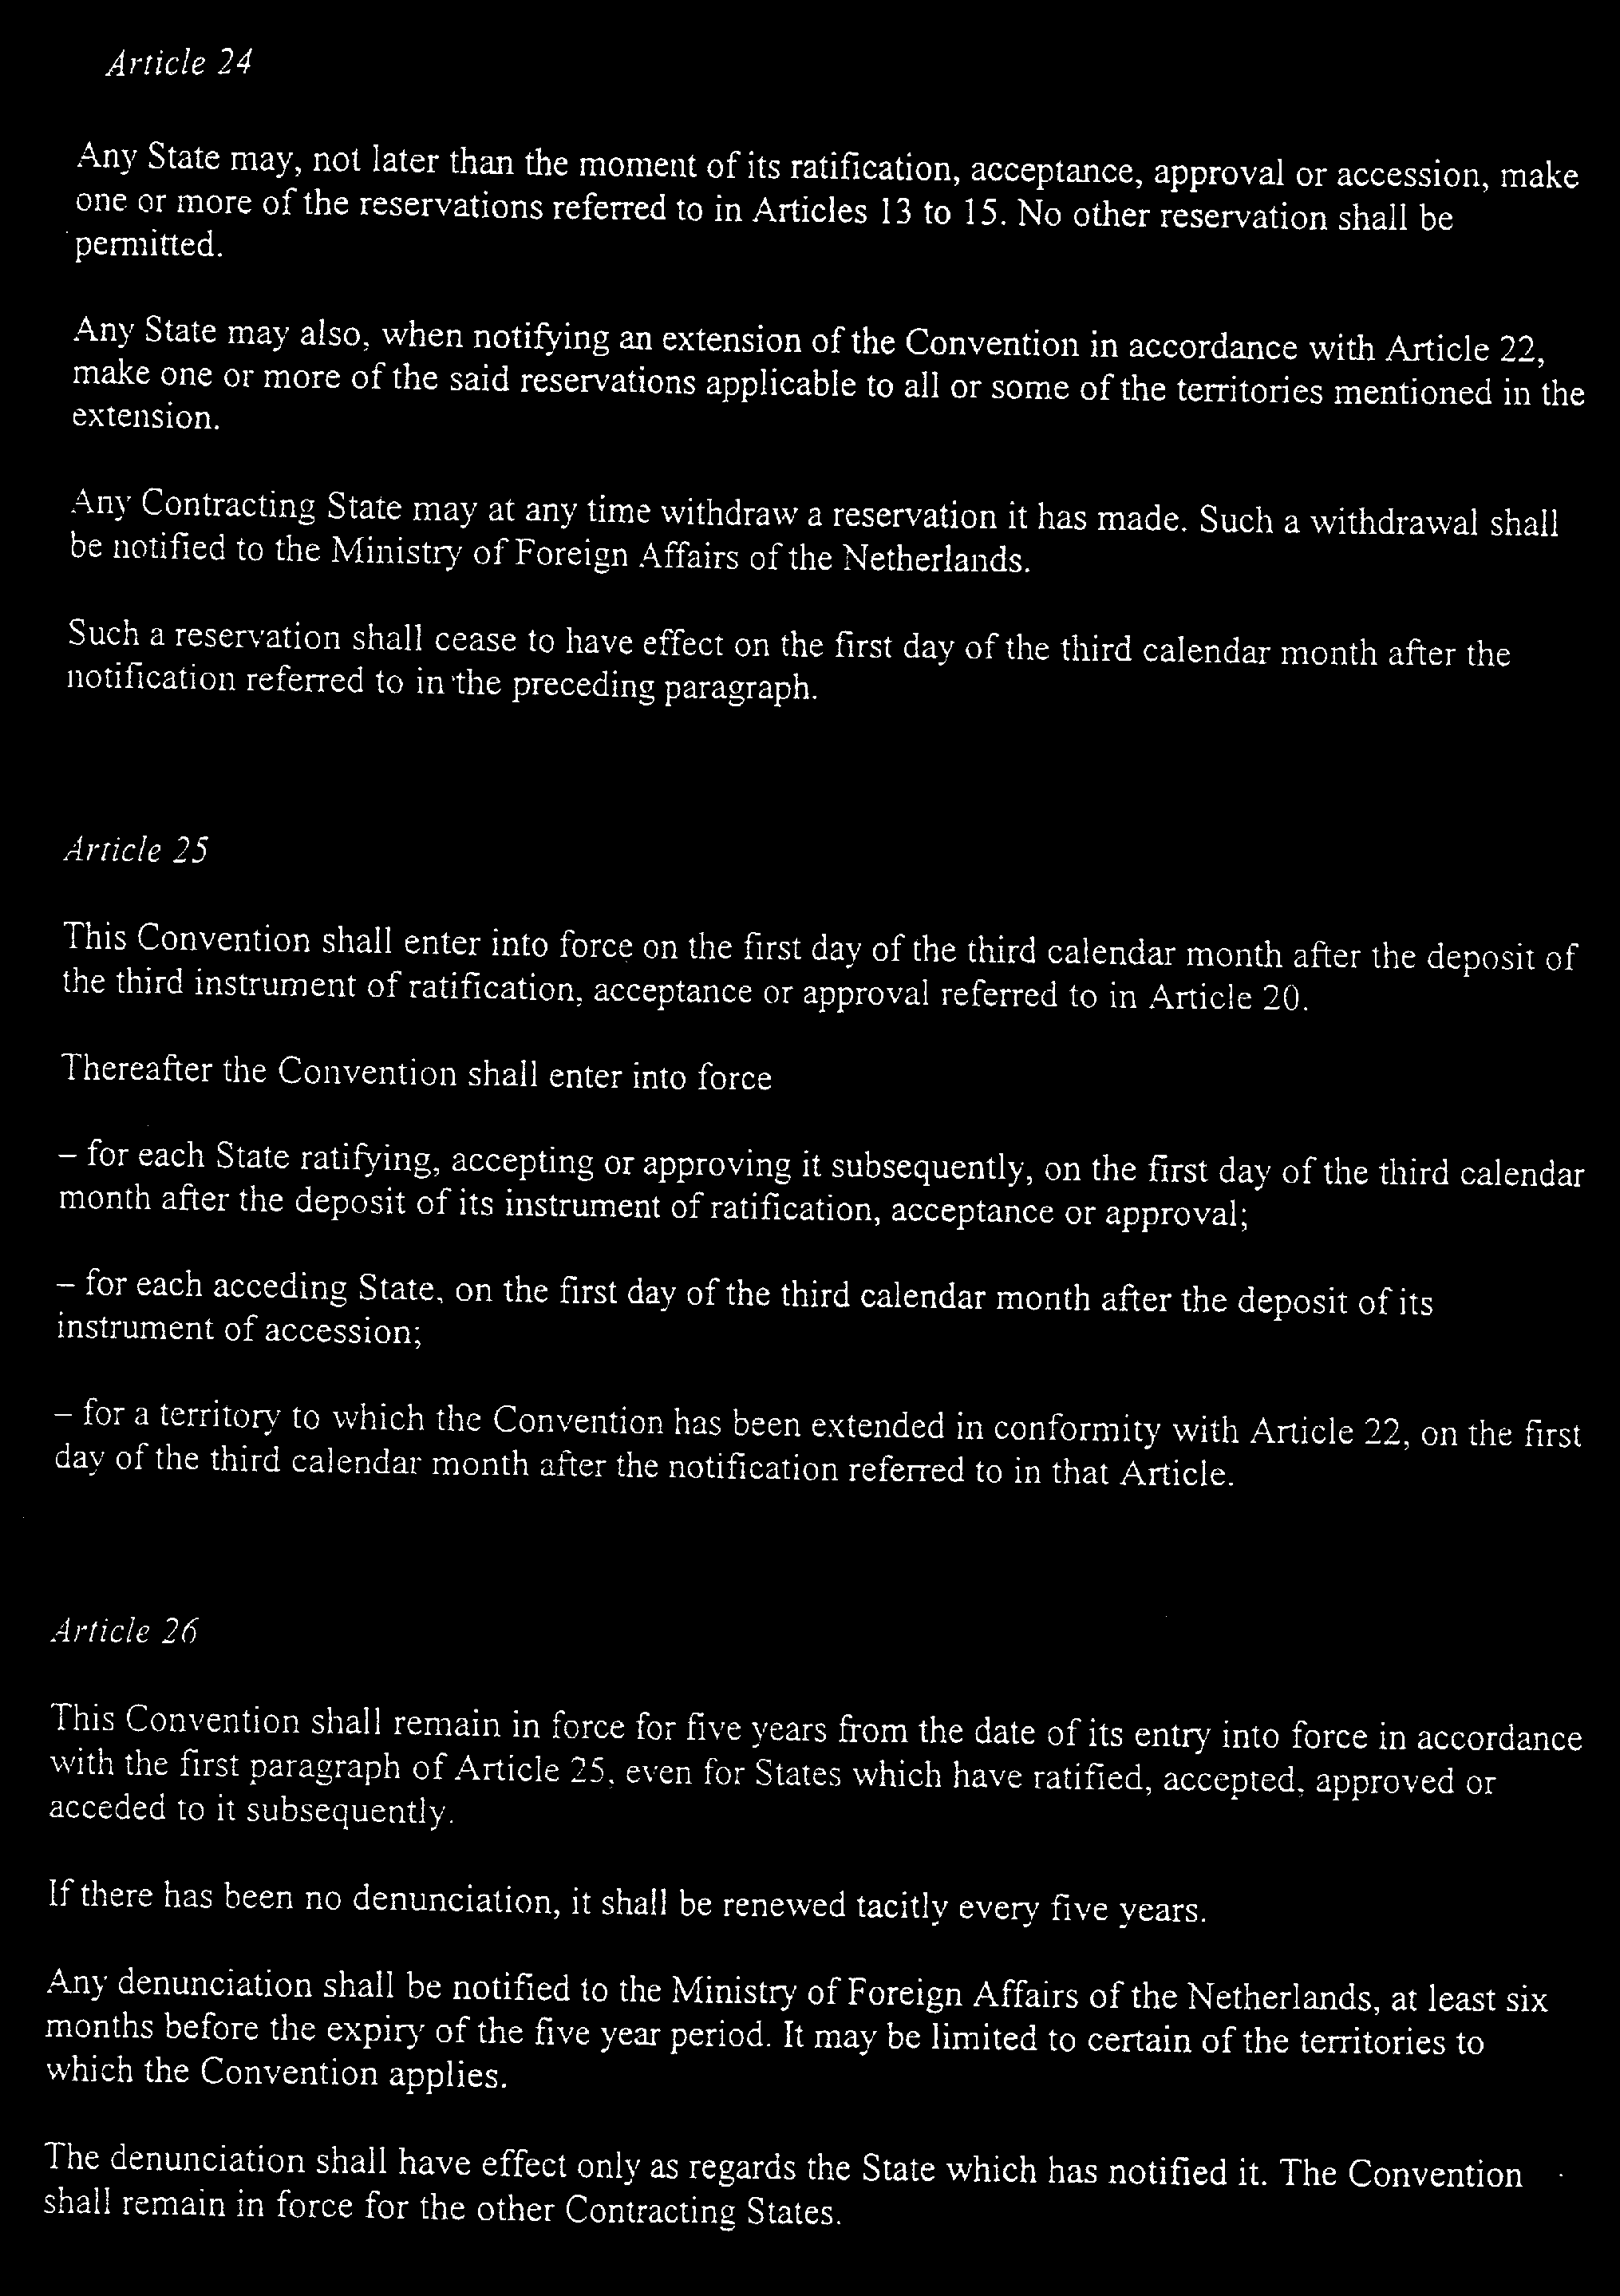 Article 24
Any State may, not later than the moment of its ratification, acceptance, approval or accession, make
one or more of the reservations referred to in Articles 13 to 15. No other reservation shall be
permitted.
Any State may also, when notifying an extension of the Convention in accordance with Article 22,
make one or more of the said reservations applicable to all or some of the territories mentioned in the
extension.
Any Contracting State may at any time withdraw a reservation it has made. Such a withdrawal shall
be notified to the Ministry of Foreign Affairs of the Netherlands.
Such a reservation shall cease to have effect on the first day of the third calendar month after the
notification referred to in the preceding paragraph.
Article 25
This Convention shall enter into force on the first day of the third calendar month after the deposit of
the third instrument of ratification, acceptance or approval referred to in Article 20.
Thereafter the Convention shall enter into force
– for each State ratifying, accepting or approving it subsequently, on the first day of the third calendar
month after the deposit of its instrument of ratification, acceptance or approval;
– for each acceding State, on the first day of the third calendar month after the deposit of its
instrument of accession;
– for a territory to which the Convention has been extended in conformity with Article 22, on the first
day of the third calendar month after the notification referred to in that Article.
Article 26
This Convention shall remain in force for five years from the date of its entry into force in accordance
with the first paragraph of Article 25, even for States which have ratified, accepted, approved or
acceded to it subsequently.
If there has been no denunciation, it shall be renewed tacitly every five years.
Any denunciation shall be notified to the Ministry of Foreign Affairs of the Netherlands, at least six
months before the expiry of the five year period. It may be limited to certain of the territories to
which the Convention applies.
The denunciation shall have effect only as regards the State which has notified it. The Convention
shall remain in force for the other Contracting States.